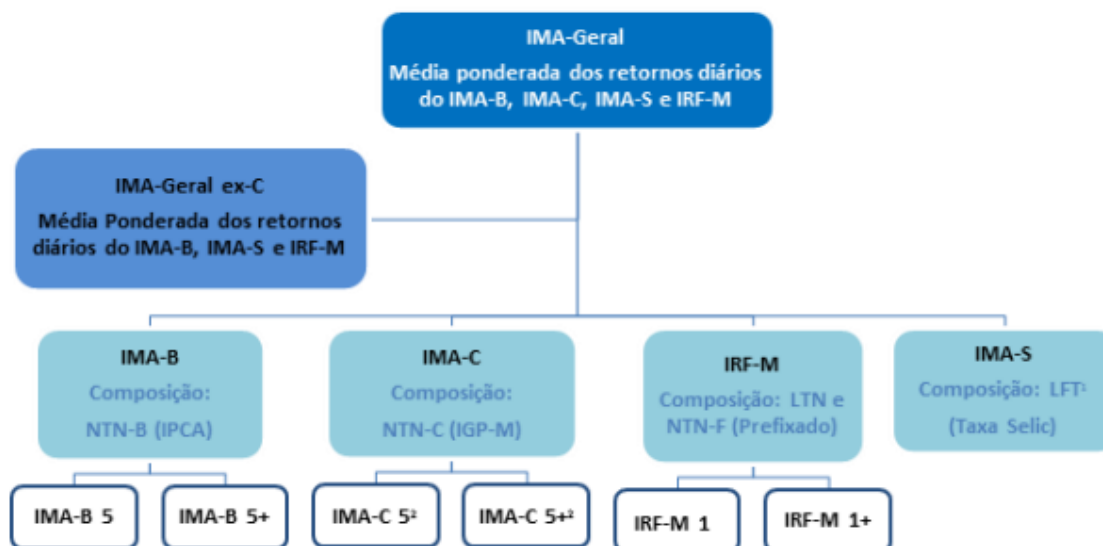 IMA-Geral
Média ponderada dos retornos diários
do IMA-B, IMA-C, IMA-S e IRF-M
IMA-Geral ex-C
Média Ponderada dos retornos
diários do IMA-B, IMA-S e IRF-M
IMA-B
Composição:
NTN-B (IPCA)
IMA-C
Composição:
NTN-C (IGP-M)
IRF-M
Composição: LTN e
NTN-F (Prefixado)
IMA-S
Composição: LFT¹
(Taxa Selic)
IMA-B 5
IMA-B 5+
IMA-C 5²
IMA-C 5+²
IRF-M 1
IRF-M 1+